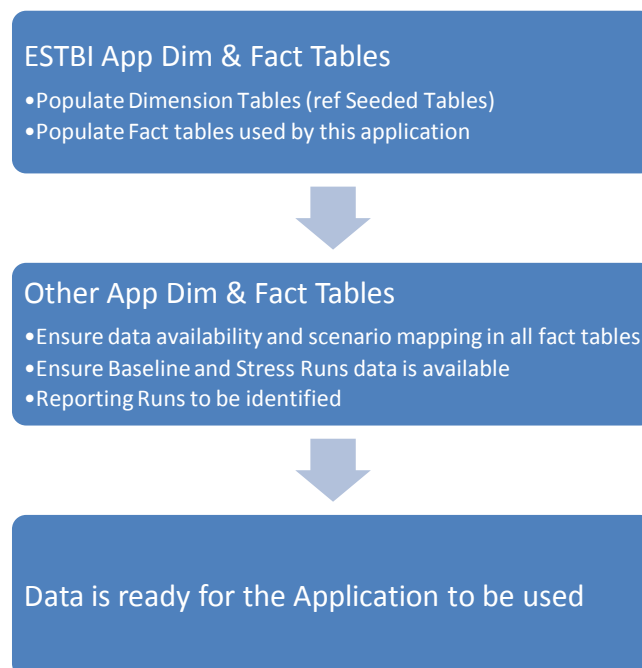 ESTBI App Dim & Fact Tables
•Populate Dimension Tables (ref Seeded Tables)
•Populate Fact tables used by this application
Other App Dim & Fact Tables
•Ensure data availability and scenario mapping in all fact tables
•Ensure Baseline and Stress Runs data is available
•Reporting Runs to be identified
Data is ready for the Application to be used